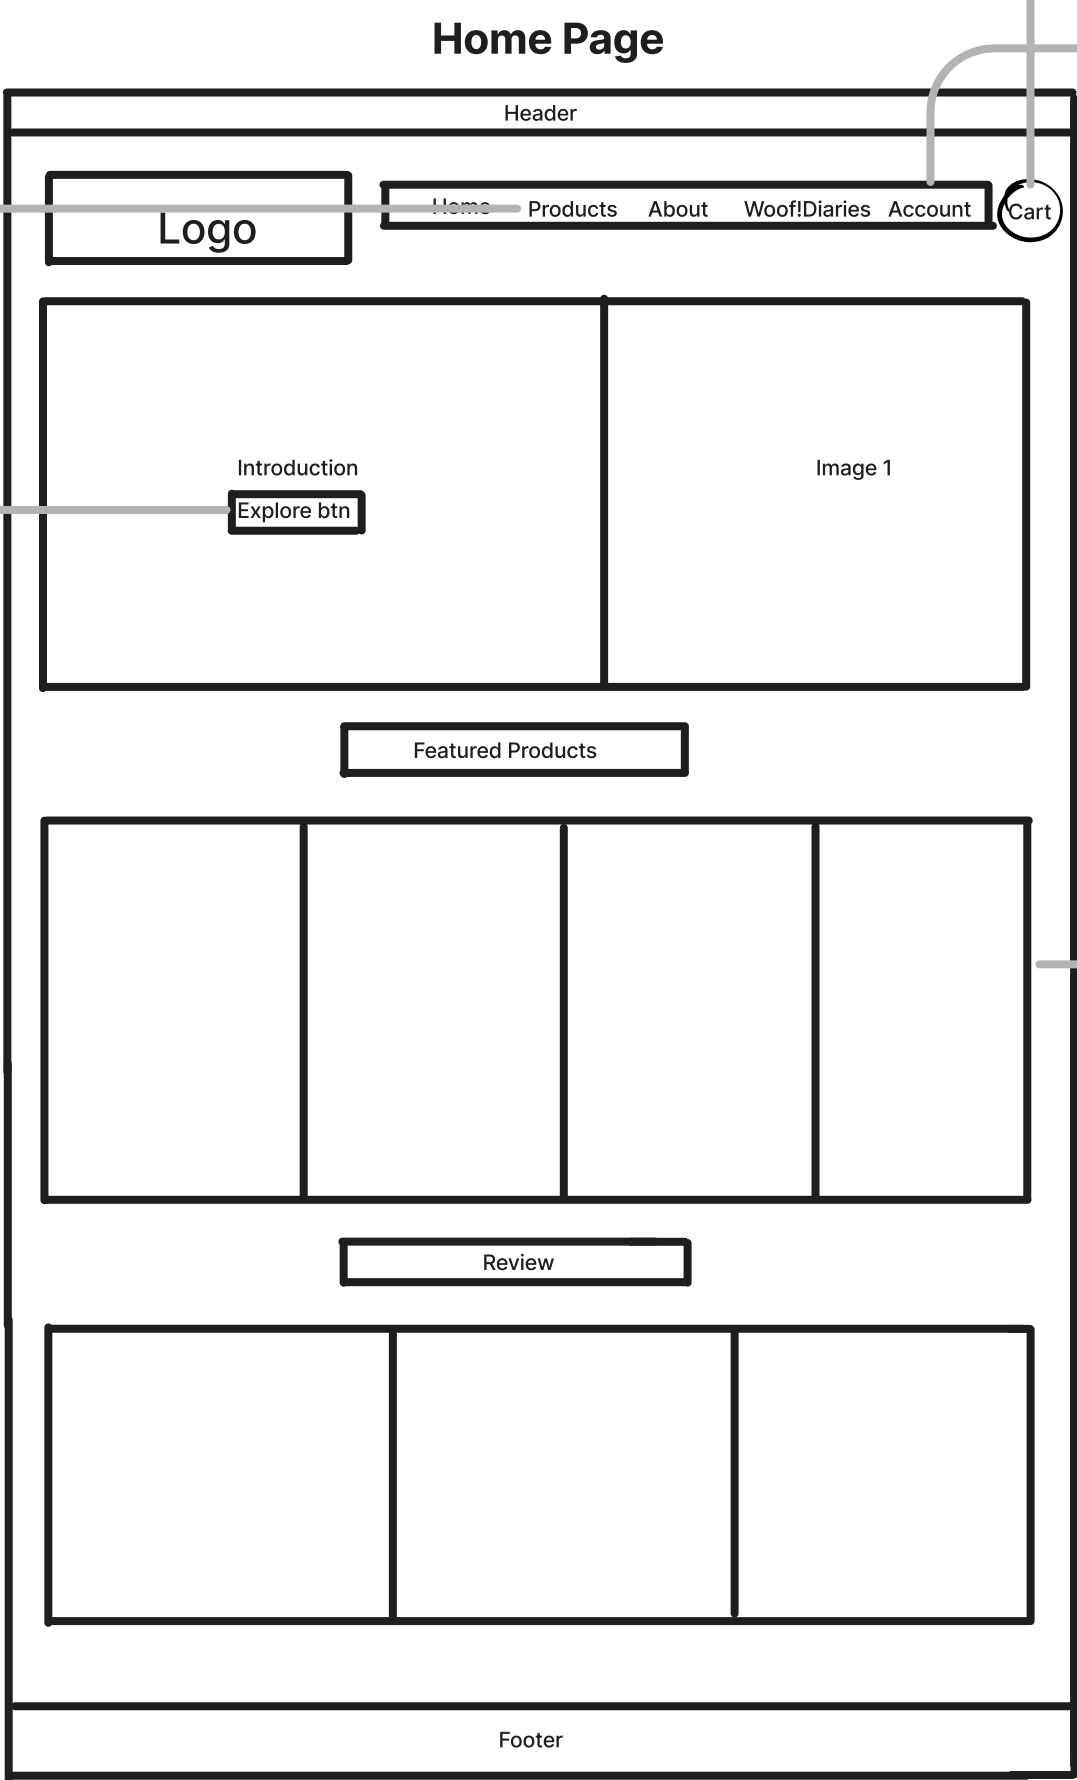 Home Page
Header
Logo
Home Products About Woof!Diaries Account
Cart
Introduction
Image 1
Explore btn
Featured Products
Review
Footer